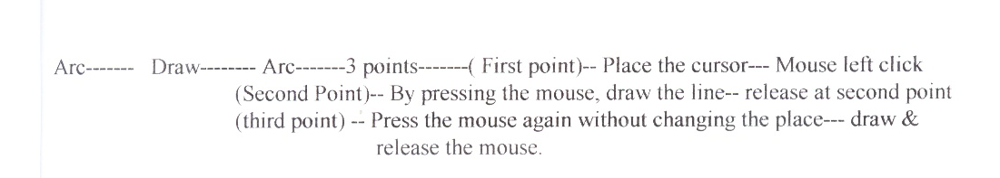 Arc------- Draw-------- Arc-------3 points-------( First point)-- Place the cursor--- Mouse left click
(Second Point)-- By pressing the mouse, draw the line-- release at second point
(third point) -- Press the mouse again without changing the place--- draw &
release the mouse.